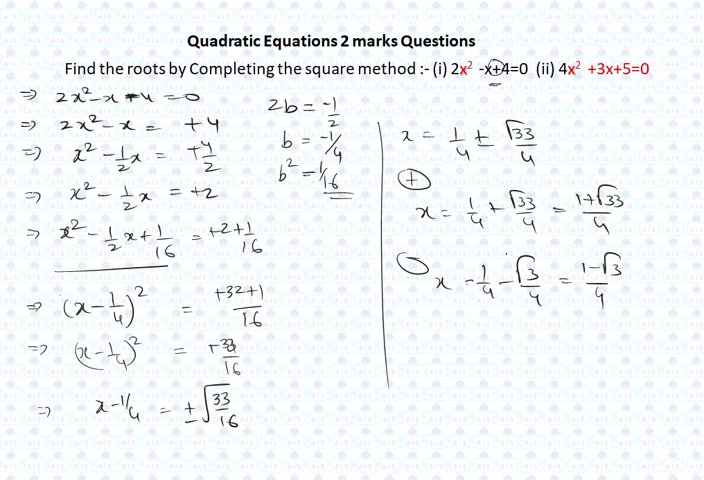 Quadratic Equations 2 marks Questions
Find the roots by Completing the square method :- (i) 2x² -x+4=0 (ii) 4x² +3x+5=0
=> 2x² - x - 4 = 0
=> 2x² - x = +4
=> x² - 1/2 x = +4/2
=> x² - 1/2 x = +2
=> x² - 1/2 x + 1/16 = +2 + 1/16
=> (x - 1/4)² = +32+1/16
=> (x - 1/4)² = +33/16
=> x - 1/4 = ± √33/16
2b = -1/2
b = -1/4
b² = 1/16
x = 1/4 ± √33/4
+
x = 1/4 + √33/4 = 1+√33/4
-
x = 1/4 - √3/4 = 1-√3/4